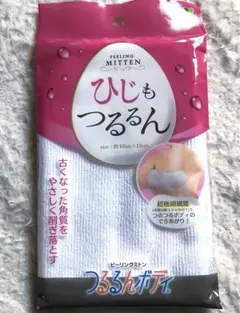 PEELING
MITTEN
ひじも
つるるん
古くなった角質を
やさしく削ぎ落とす
超極細繊維
つるつるボディの
できあがり!
ピーリングミトン
つるるんボディ